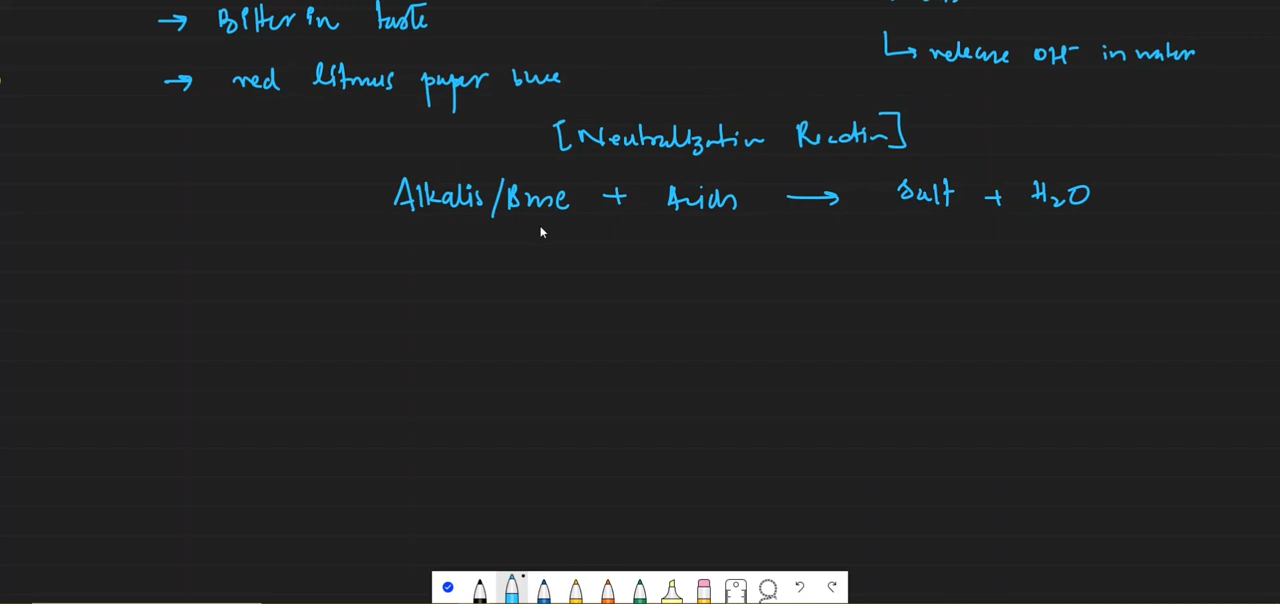 → Bitter in taste
↳ release OH⁻ in water
→ red litmus paper blue
[Neutralization Reaction]
Alkalis/Base + Acids → Salt + H₂O